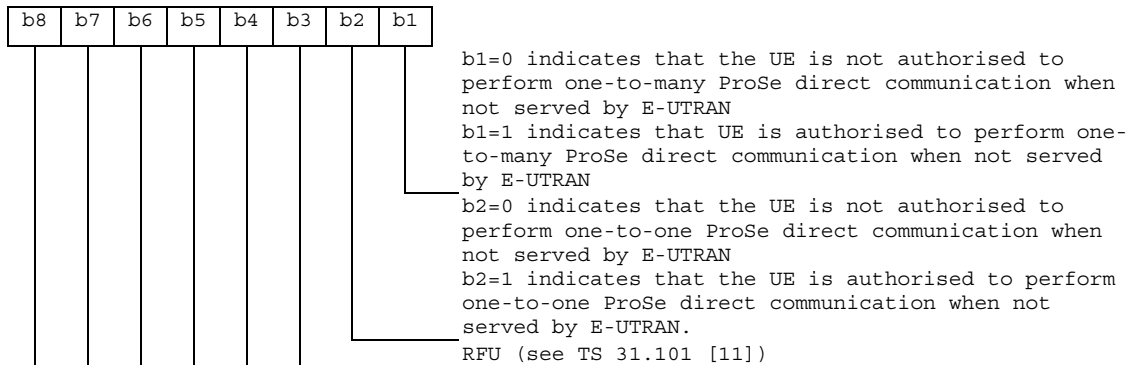 b8 b7 b6 b5 b4 b3 b2 b1
b1=0 indicates that the UE is not authorised to
perform one-to-many ProSe direct communication when
not served by E-UTRAN
b1=1 indicates that UE is authorised to perform one-
to-many ProSe direct communication when not served
by E-UTRAN
b2=0 indicates that the UE is not authorised to
perform one-to-one ProSe direct communication when
not served by E-UTRAN
b2=1 indicates that the UE is authorised to perform
one-to-one ProSe direct communication when not
served by E-UTRAN.
RFU (see TS 31.101 [11])